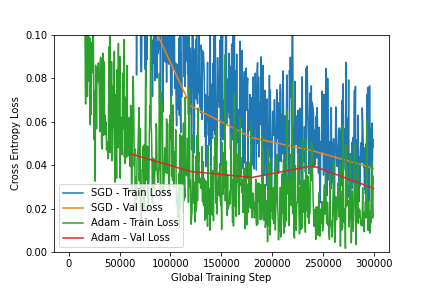 0.10
0.08
0.06
0.04
0.02
0.00
Cross Entropy Loss
SGD - Train Loss
SGD - Val Loss
Adam - Train Loss
Adam - Val Loss
0 50000 100000 150000 200000 250000 300000
Global Training Step